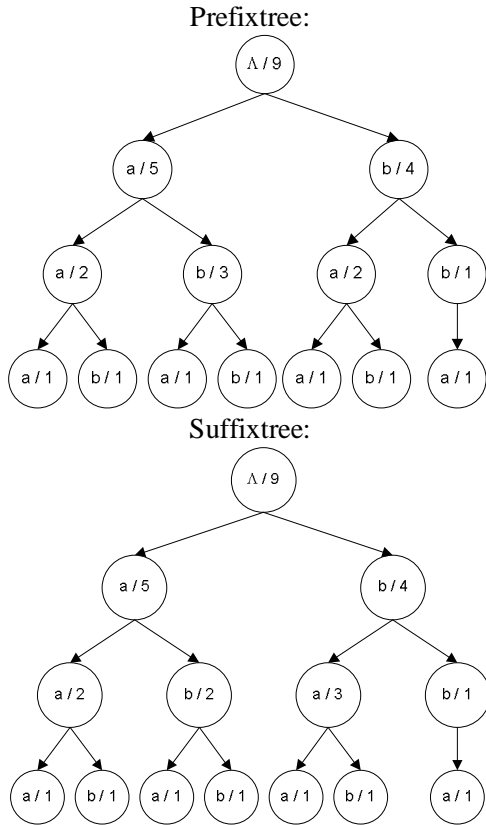 Prefixtree:
Λ / 9
a / 5 b / 4
a / 2 b / 3 a / 2 b / 1
a / 1 b / 1 a / 1 b / 1 a / 1 b / 1 a / 1
Suffixtree:
Λ / 9
a / 5 b / 4
a / 2 b / 2 a / 3 b / 1
a / 1 b / 1 a / 1 b / 1 a / 1 b / 1 a / 1